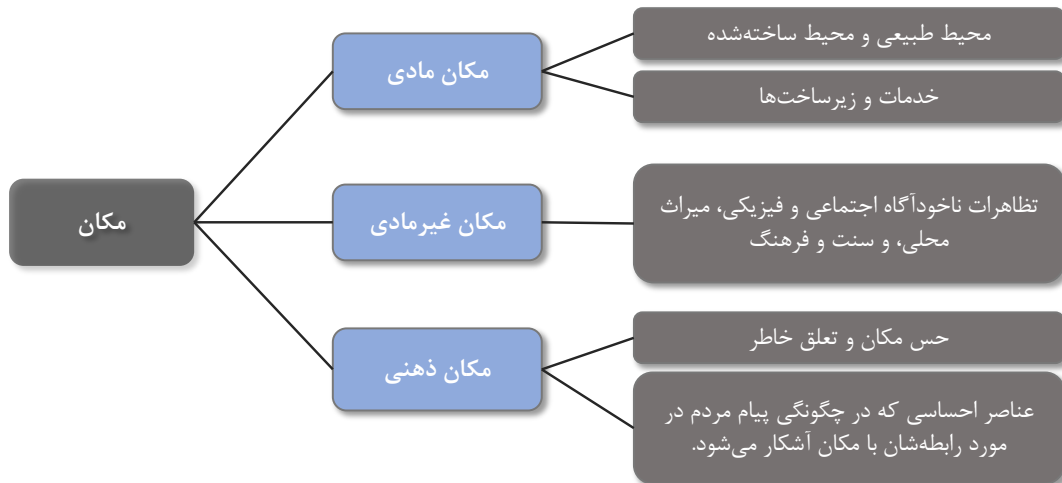 مکان
مکان مادی
محیط طبیعی و محیط ساخته‌شده
خدمات و زیرساخت‌ها
مکان غیرمادی
تظاهرات ناخودآگاه اجتماعی و فیزیکی، میراث
محلی، و سنت و فرهنگ
مکان ذهنی
حس مکان و تعلق خاطر
عناصر احساسی که در چگونگی پیام مردم در
مورد رابطه‌شان با مکان آشکار می‌شود.